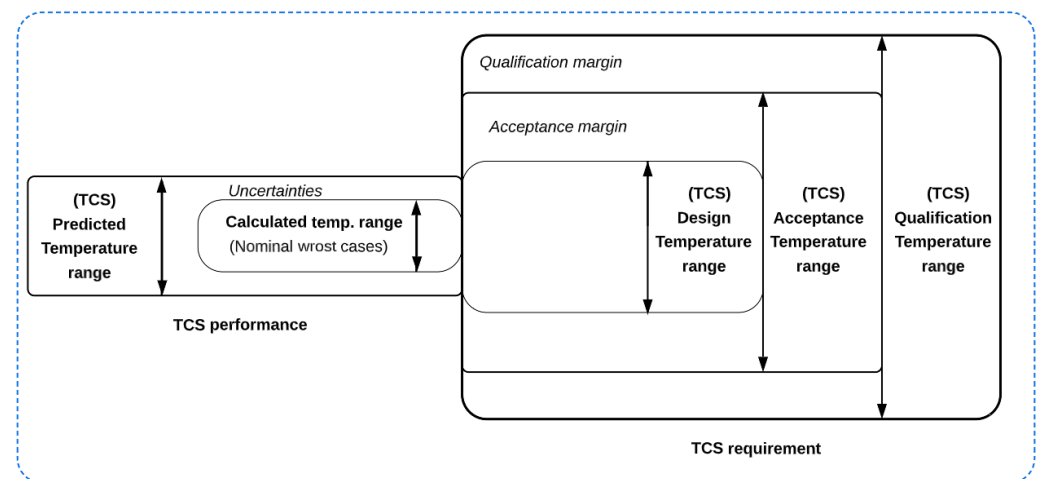 Qualification margin
Acceptance margin
(TCS)
Predicted
Temperature
range
Uncertainties
Calculated temp. range
(Nominal wrost cases)
(TCS)
Design
Temperature
range
(TCS)
Acceptance
Temperature
range
(TCS)
Qualification
Temperature
range
TCS performance
TCS requirement